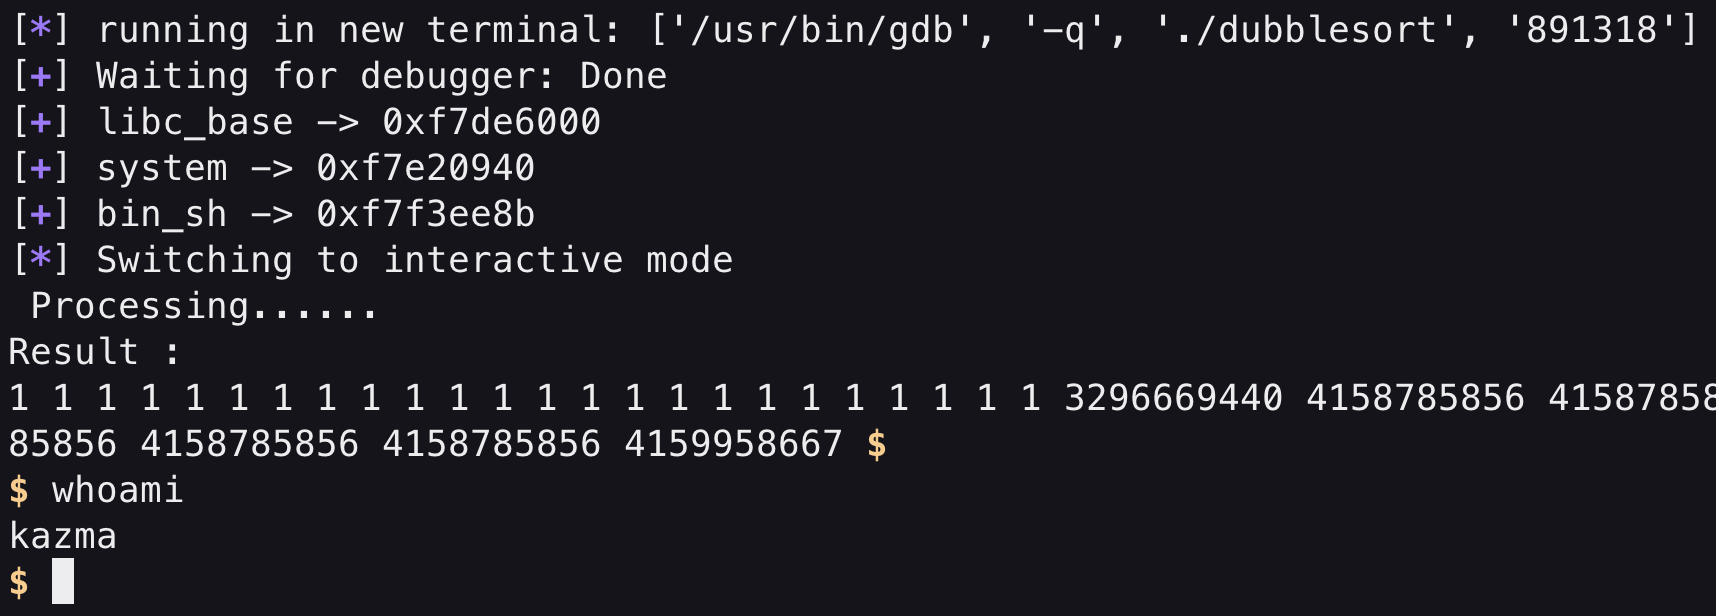 [*] running in new terminal: ['/usr/bin/gdb', '-q', './dubblesort', '891318']
[+] Waiting for debugger: Done
[+] libc_base -> 0xf7de6000
[+] system -> 0xf7e20940
[+] bin_sh -> 0xf7f3ee8b
[*] Switching to interactive mode
 Processing......
Result :
1 1 1 1 1 1 1 1 1 1 1 1 1 1 1 1 1 1 1 1 1 1 1 1 3296669440 4158785856 41587858
85856 4158785856 4158785856 4159958667 $
$ whoami
kazma
$